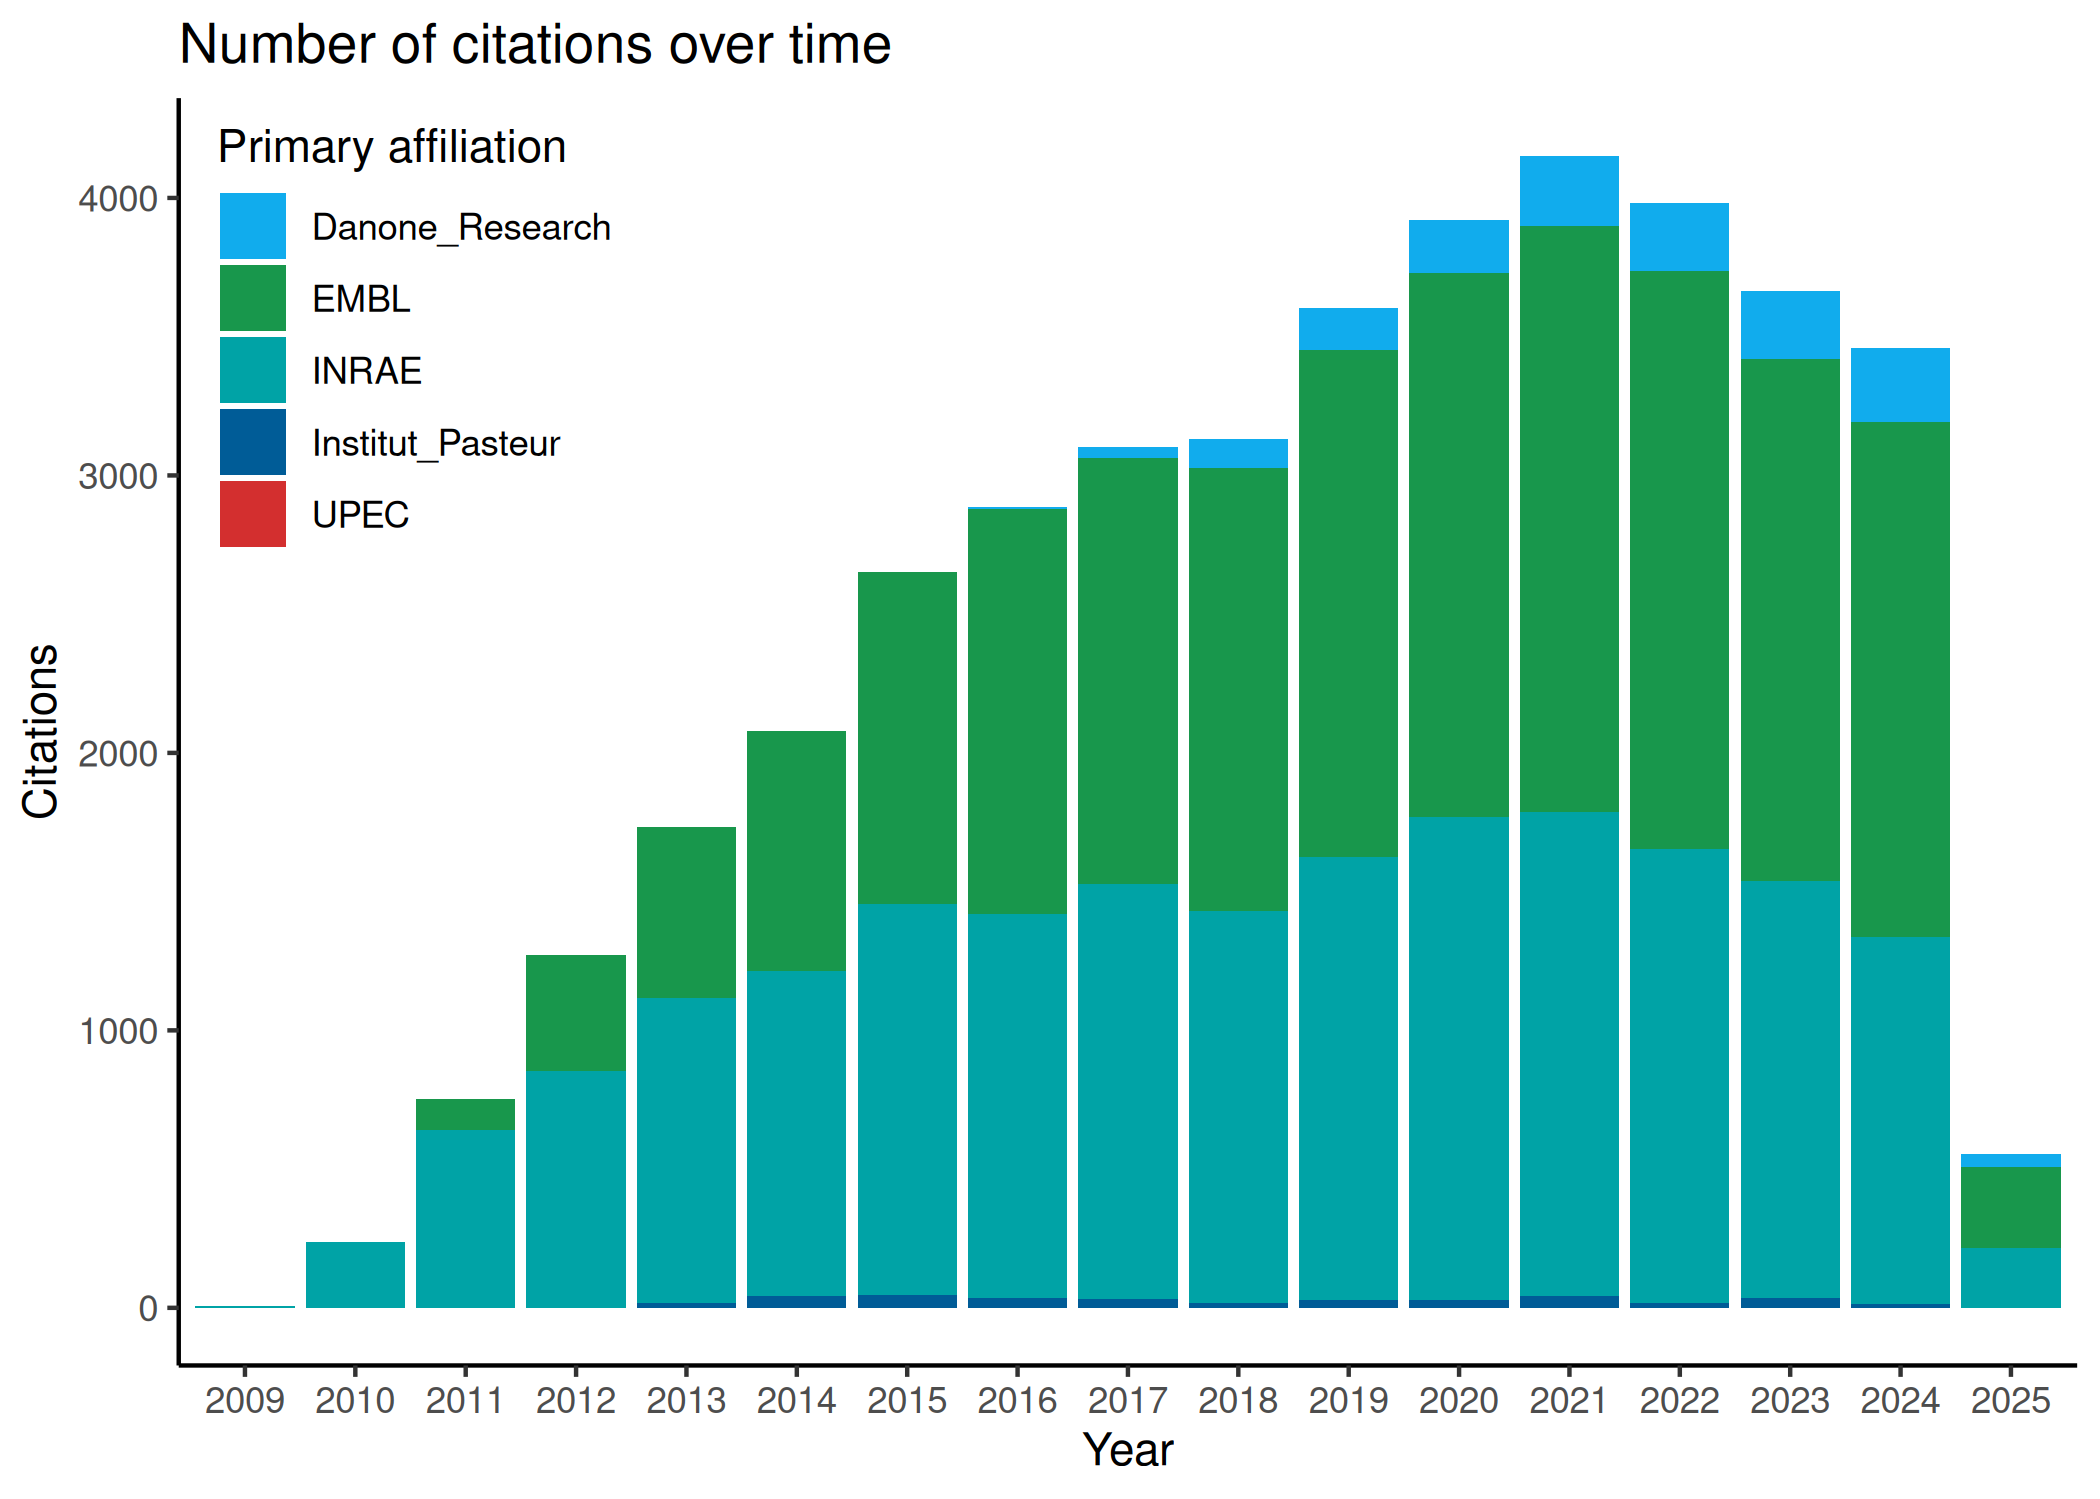 Number of citations over time
Primary affiliation
Danone_Research
EMBL
INRAE
Institut_Pasteur
UPEC
Citations
4000
3000
2000
1000
0
2009 2010 2011 2012 2013 2014 2015 2016 2017 2018 2019 2020 2021 2022 2023 2024 2025
Year